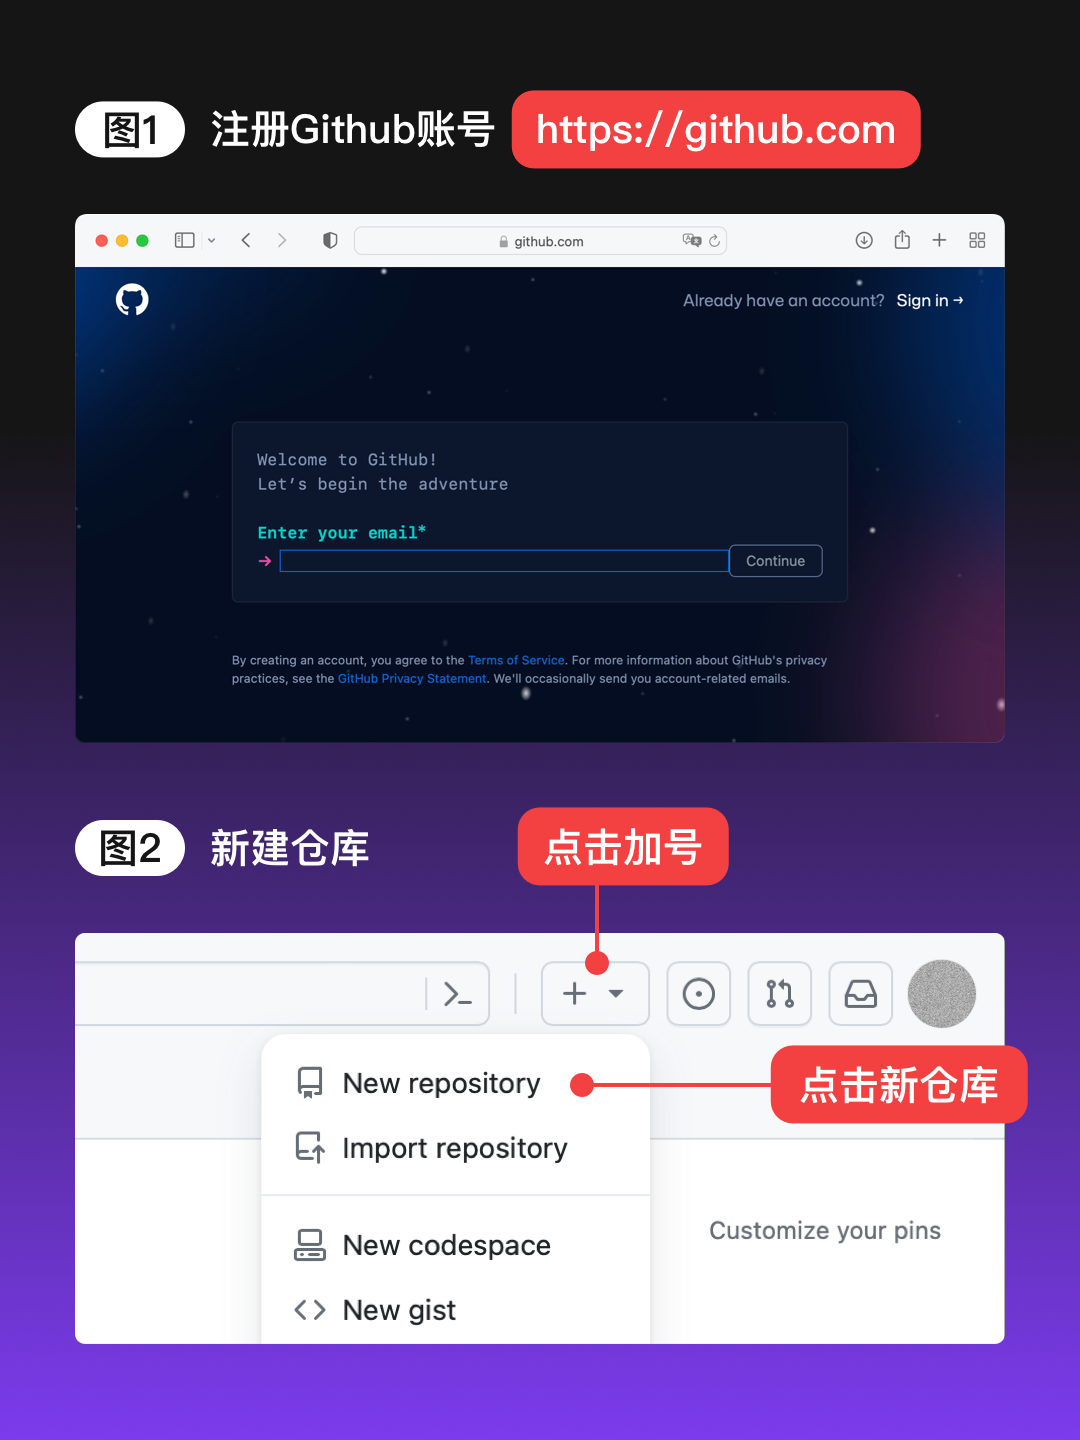 图1 注册Github账号 https://github.com
github.com
Already have an account? Sign in →
Welcome to GitHub!
Let's begin the adventure
Enter your email*
→ Continue
By creating an account, you agree to the Terms of Service. For more information about GitHub's privacy
practices, see the GitHub Privacy Statement. We'll occasionally send you account-related emails.
图2 新建仓库 点击加号
New repository 点击新仓库
Import repository
New codespace
Customize your pins
New gist